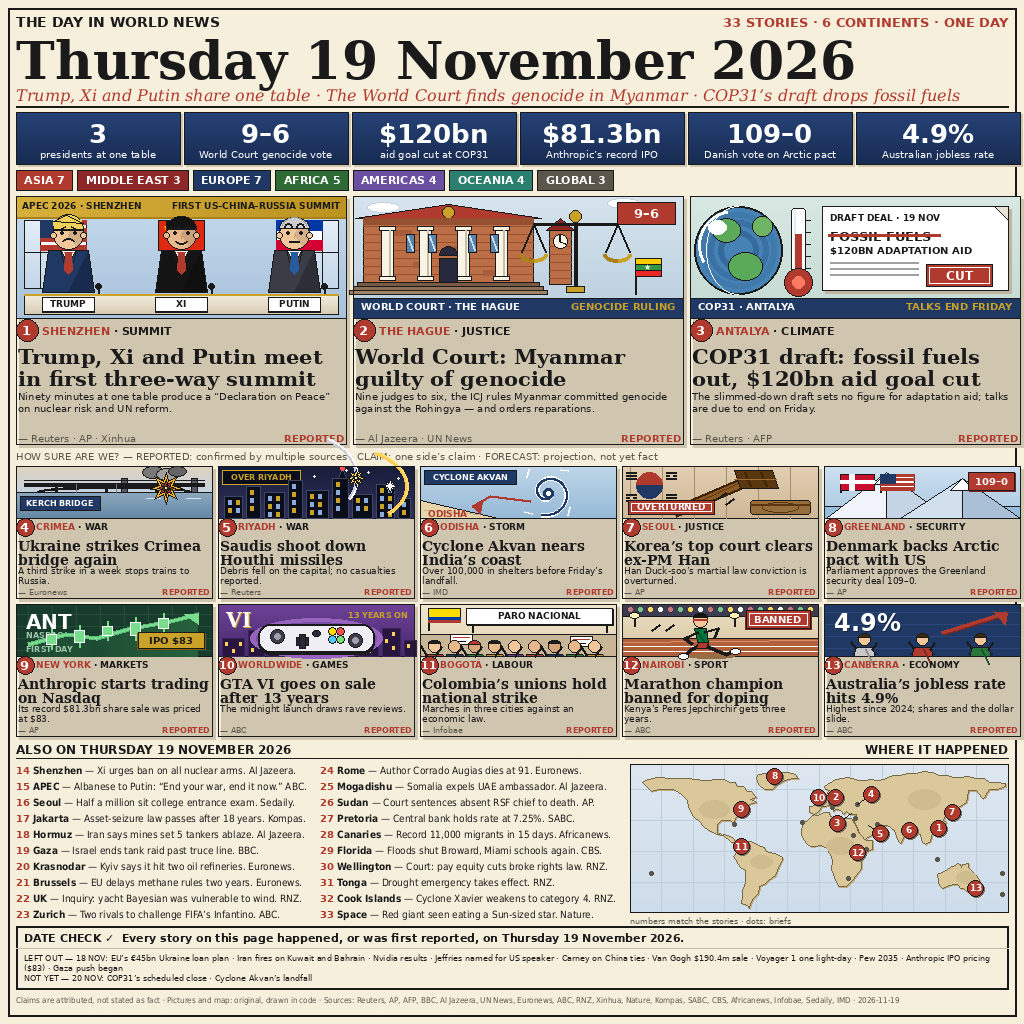 THE DAY IN WORLD NEWS
33 STORIES · 6 CONTINENTS · ONE DAY
Thursday 19 November 2026
Trump, Xi and Putin share one table · The World Court finds genocide in Myanmar · COP31’s draft drops fossil fuels
3
presidents at one table
9–6
World Court genocide vote
$120bn
aid goal cut at COP31
$81.3bn
Anthropic’s record IPO
109–0
Danish vote on Arctic pact
4.9%
Australian jobless rate
ASIA 7
MIDDLE EAST 3
EUROPE 7
AFRICA 5
AMERICAS 4
OCEANIA 4
GLOBAL 3
APEC 2026 · SHENZHEN
FIRST US–CHINA–RUSSIA SUMMIT
TRUMP
XI
PUTIN
1 SHENZHEN · SUMMIT
Trump, Xi and Putin meet
in first three-way summit
Ninety minutes at one table produce a “Declaration on Peace”
on nuclear risk and UN reform.
— Reuters · AP · Xinhua
REPORTED
9–6
WORLD COURT · THE HAGUE
GENOCIDE RULING
2 THE HAGUE · JUSTICE
World Court: Myanmar
guilty of genocide
Nine judges to six, the ICJ rules Myanmar committed genocide
against the Rohingya — and orders reparations.
— Al Jazeera · UN News
REPORTED
DRAFT DEAL · 19 NOV
FOSSIL FUELS
$120BN ADAPTATION AID
CUT
COP31 · ANTALYA
TALKS END FRIDAY
3 ANTALYA · CLIMATE
COP31 draft: fossil fuels
out, $120bn aid goal cut
The slimmed-down draft sets no figure for adaptation aid; talks
are due to end on Friday.
— Reuters · AFP
REPORTED
HOW SURE ARE WE? — REPORTED: confirmed by multiple sources · CLAIM: one side’s claim · FORECAST: projection, not yet fact
KERCH BRIDGE
4 CRIMEA · WAR
Ukraine strikes Crimea
bridge again
A third strike in a week stops trains to
Russia.
— Euronews
REPORTED
OVER RIYADH
5 RIYADH · WAR
Saudis shoot down
Houthi missiles
Debris fell on the capital; no casualties
reported.
— Reuters
REPORTED
CYCLONE AKVAN
ODISHA
6 ODISHA · STORM
Cyclone Akvan nears
India’s coast
Over 100,000 in shelters before Friday’s
landfall.
— IMD
REPORTED
OVERTURNED
7 SEOUL · JUSTICE
Korea’s top court clears
ex-PM Han
Han Duck-soo’s martial law conviction is
overturned.
— AP
REPORTED
109–0
8 GREENLAND · SECURITY
Denmark backs Arctic
pact with US
Parliament approves the Greenland
security deal 109–0.
— AP
REPORTED
ANT
NASDAQ
FIRST DAY
IPO $83
9 NEW YORK · MARKETS
Anthropic starts trading
on Nasdaq
Its record $81.3bn share sale was priced
at $83.
— AP
REPORTED
VI
13 YEARS ON
10 WORLDWIDE · GAMES
GTA VI goes on sale
after 13 years
The midnight launch draws rave reviews.
— ABC
REPORTED
PARO NACIONAL
11 BOGOTÁ · LABOUR
Colombia’s unions hold
national strike
Marches in three cities against an
economic law.
— Infobae
REPORTED
BANNED
12 NAIROBI · SPORT
Marathon champion
banned for doping
Kenya’s Peres Jepchirchir gets three
years.
— ABC
REPORTED
4.9%
13 CANBERRA · ECONOMY
Australia’s jobless rate
hits 4.9%
Highest since 2024; shares and the dollar
slide.
— ABC
REPORTED
ALSO ON THURSDAY 19 NOVEMBER 2026
14 Shenzhen — Xi urges ban on all nuclear arms. Al Jazeera.
15 APEC — Albanese to Putin: “End your war, end it now.” ABC.
16 Seoul — Half a million sit college entrance exam. Sedaily.
17 Jakarta — Asset-seizure law passes after 18 years. Kompas.
18 Hormuz — Iran says mines set 5 tankers ablaze. Al Jazeera.
19 Gaza — Israel ends tank raid past truce line. BBC.
20 Krasnodar — Kyiv says it hit two oil refineries. Euronews.
21 Brussels — EU delays methane rules two years. Euronews.
22 UK — Inquiry: yacht Bayesian was vulnerable to wind. RNZ.
23 Zurich — Two rivals to challenge FIFA’s Infantino. ABC.
24 Rome — Author Corrado Augias dies at 91. Euronews.
25 Mogadishu — Somalia expels UAE ambassador. Al Jazeera.
26 Sudan — Court sentences absent RSF chief to death. AP.
27 Pretoria — Central bank holds rate at 7.25%. SABC.
28 Canaries — Record 11,000 migrants in 15 days. Africanews.
29 Florida — Floods shut Broward, Miami schools again. CBS.
30 Wellington — Court: pay equity cuts broke rights law. RNZ.
31 Tonga — Drought emergency takes effect. RNZ.
32 Cook Islands — Cyclone Xavier weakens to category 4. RNZ.
33 Space — Red giant seen eating a Sun-sized star. Nature.
WHERE IT HAPPENED
8
10
2
4
9
7
3
5
6
1
11
12
13
numbers match the stories · dots: briefs
DATE CHECK ✓ Every story on this page happened, or was first reported, on Thursday 19 November 2026.
LEFT OUT — 18 NOV: EU’s €45bn Ukraine loan plan · Iran fires on Kuwait and Bahrain · Nvidia results · Jeffries named for US speaker · Carney on China ties · Van Gogh $190.4m sale · Voyager 1 one light-day · Pew 2035 · Anthropic IPO pricing
($83) · Gaza push began
NOT YET — 20 NOV: COP31’s scheduled close · Cyclone Akvan’s landfall
Claims are attributed, not stated as fact · Pictures and map: original, drawn in code · Sources: Reuters, AP, AFP, BBC, Al Jazeera, UN News, Euronews, ABC, RNZ, Xinhua, Nature, Kompas, SABC, CBS, Africanews, Infobae, Sedaily, IMD · 2026-11-19